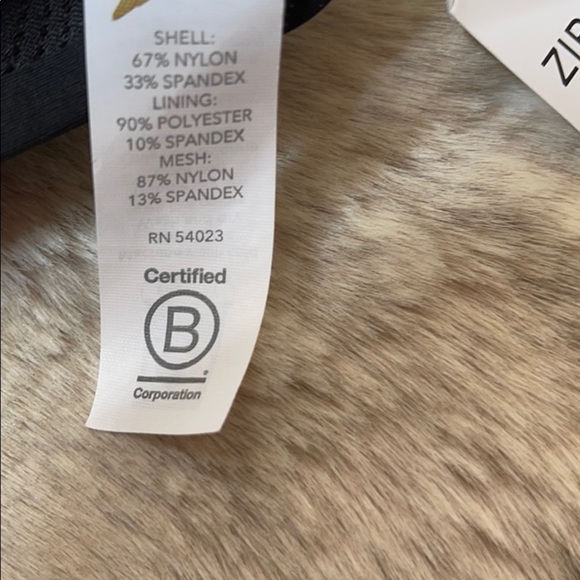 SHELL:
67% NYLON
33% SPANDEX
LINING:
90% POLYESTER
10% SPANDEX
MESH:
87% NYLON
13% SPANDEX
RN 54023
Certified
B
Corporation